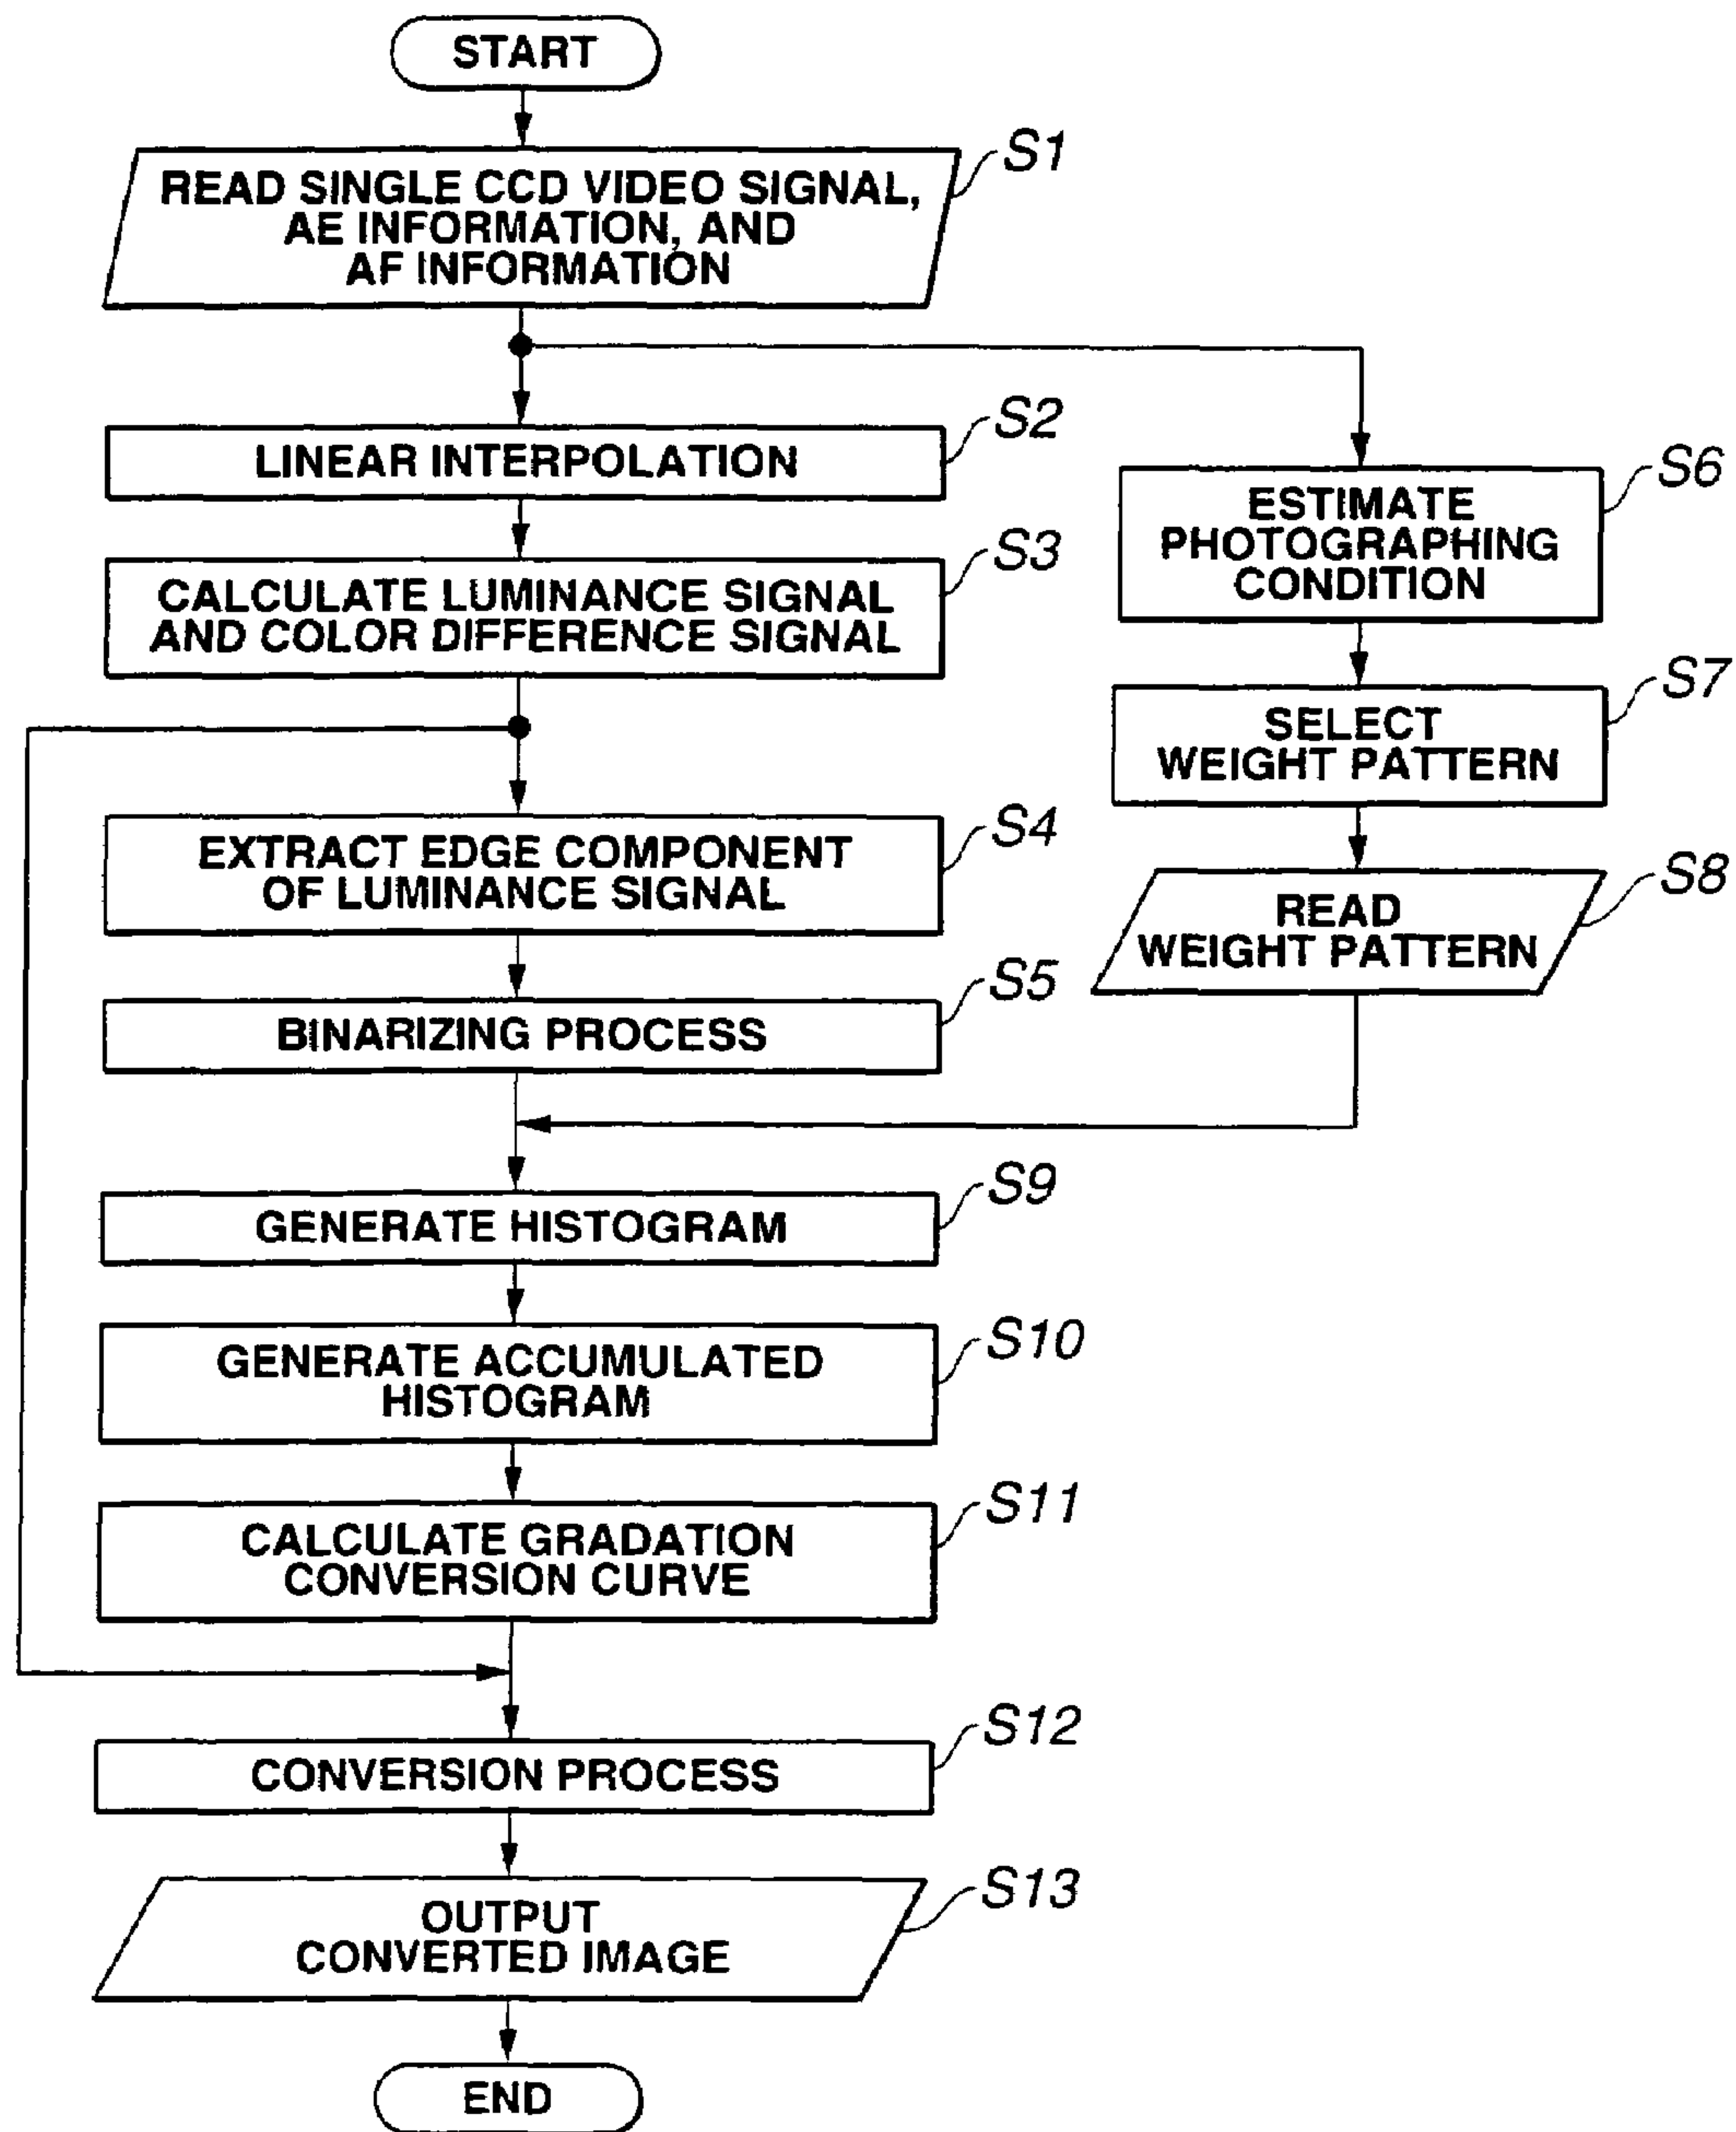 START
S1
READ SINGLE CCD VIDEO SIGNAL,
AE INFORMATION, AND
AF INFORMATION
S2
LINEAR INTERPOLATION
S3
CALCULATE LUMINANCE SIGNAL
AND COLOR DIFFERENCE SIGNAL
S4
EXTRACT EDGE COMPONENT
OF LUMINANCE SIGNAL
S5
BINARIZING PROCESS
S6
ESTIMATE
PHOTOGRAPHING
CONDITION
S7
SELECT
WEIGHT PATTERN
S8
READ
WEIGHT PATTERN
S9
GENERATE HISTOGRAM
S10
GENERATE ACCUMULATED
HISTOGRAM
S11
CALCULATE GRADATION
CONVERSION CURVE
S12
CONVERSION PROCESS
S13
OUTPUT
CONVERTED IMAGE
END